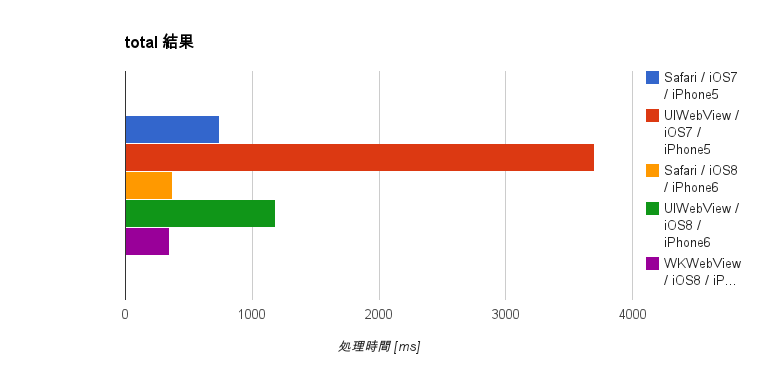 total 結果
Safari / iOS7
/ iPhone5
UIWebView /
iOS7 /
iPhone5
Safari / iOS8
/ iPhone6
UIWebView /
iOS8 /
iPhone6
WKWebView
/ iOS8 / iP...
0 1000 2000 3000 4000
処理時間 [ms]